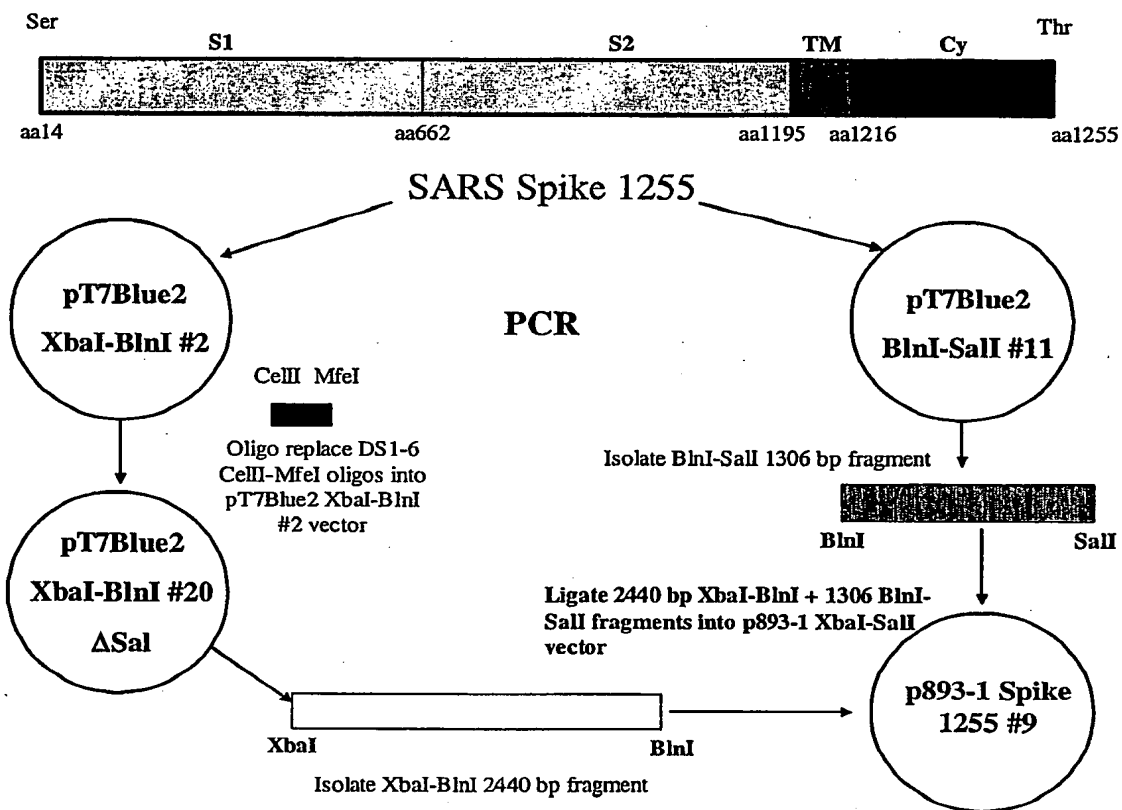 Ser
Thr
S1
S2
TM
Cy
aa14
aa662
aa1195
aa1216
aa1255
SARS Spike 1255
pT7Blue2
XbaI-BlnI #2
PCR
pT7Blue2
BlnI-SalI #11
CelII MfeI
Oligo replace DS1-6
CelII-MfeI oligos into
pT7Blue2 XbaI-BlnI
#2 vector
Isolate BlnI-SalI 1306 bp fragment
BlnI
SalI
pT7Blue2
XbaI-BlnI #20
ΔSal
Ligate 2440 bp XbaI-BlnI + 1306 BlnI-
SalI fragments into p893-1 XbaI-SalI
vector
p893-1 Spike
1255 #9
XbaI
BlnI
Isolate XbaI-BlnI 2440 bp fragment